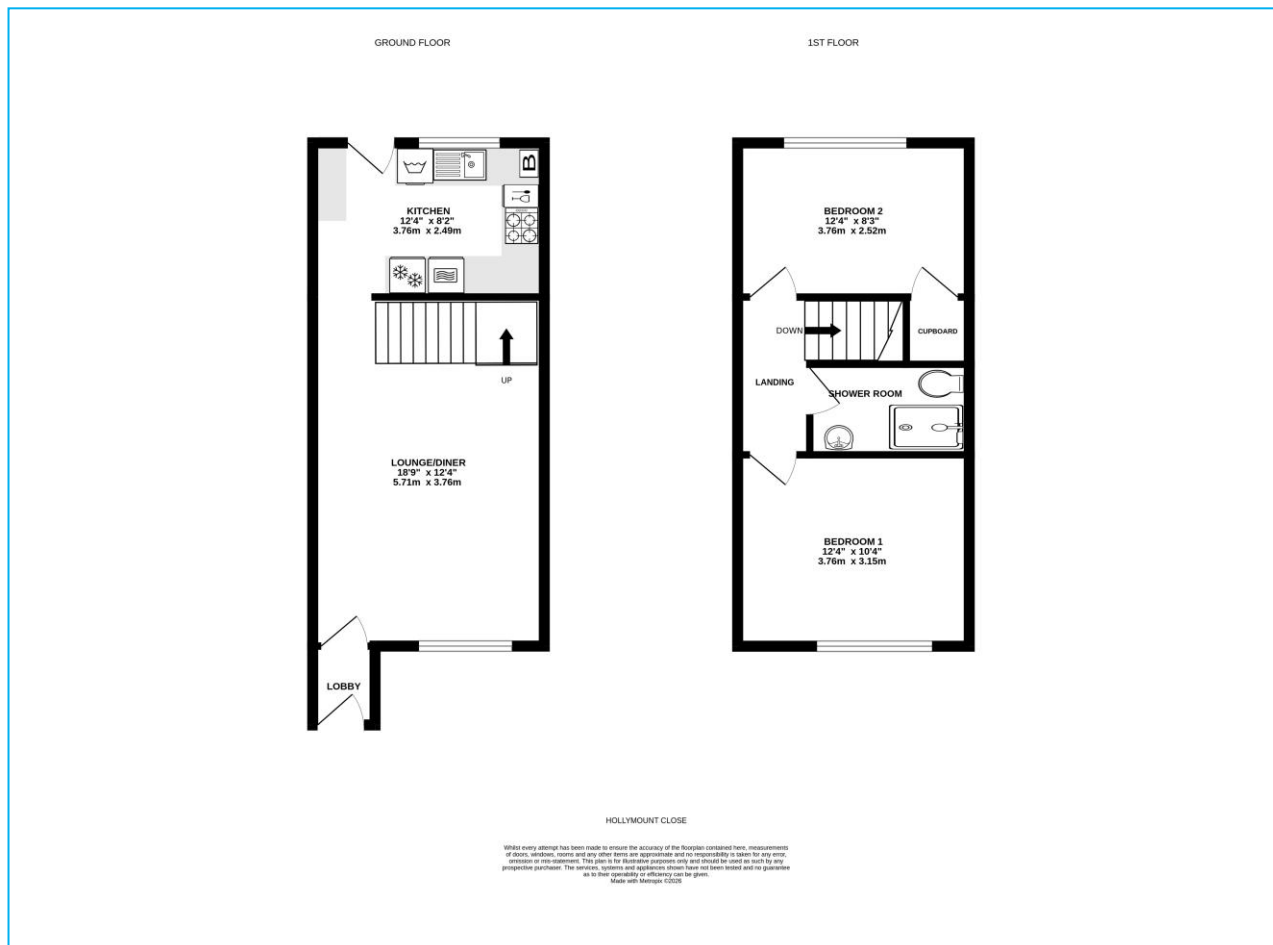 GROUND FLOOR
1ST FLOOR
B
KITCHEN
12'4" x 8'2"
3.76m x 2.49m
UP
LOUNGE/DINER
18'9" x 12'4"
5.71m x 3.76m
LOBBY
BEDROOM 2
12'4" x 8'3"
3.76m x 2.52m
DOWN
CUPBOARD
LANDING
SHOWER ROOM
BEDROOM 1
12'4" x 10'4"
3.76m x 3.15m
HOLLYMOUNT CLOSE
Whilst every attempt has been made to ensure the accuracy of the floorplan contained here, measurements
of doors, windows, rooms and any other items are approximate and no responsibility is taken for any error,
omission or mis-statement. This plan is for illustrative purposes only and should be used as such by any
prospective purchaser. The services, systems and appliances shown have not been tested and no guarantee
as to their operability or efficiency can be given.
Made with Metropix ©2026